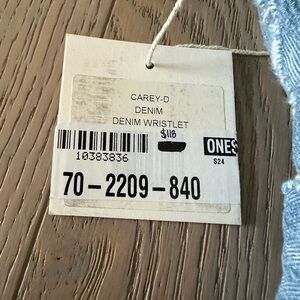 CAREY-D
DENIM
DENIM WRISTLET
$118
ONES
10383836
S24
70-2209-840